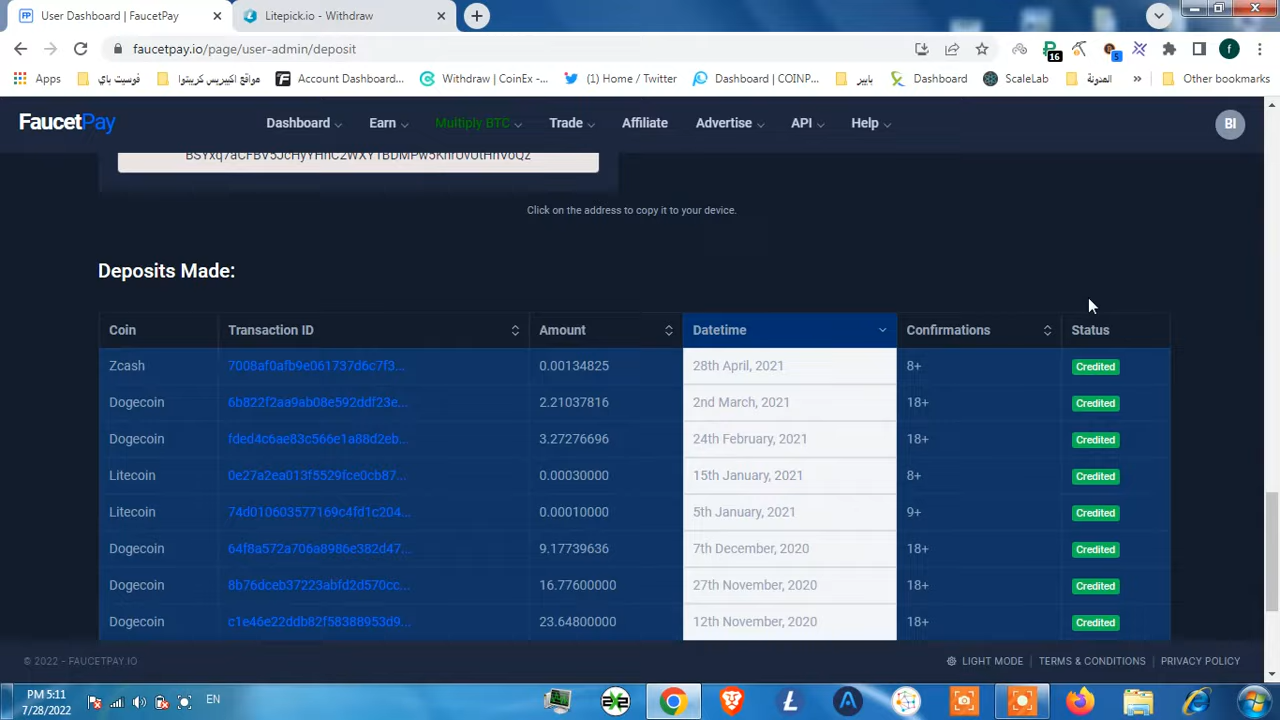 User Dashboard | FaucetPay
Litepick.io - Withdraw
faucetpay.io/page/user-admin/deposit
16
5
f
Apps
فوسيت باي
مواقع اكبيريس كريبتوا
Account Dashboard...
Withdraw | CoinEx -...
(1) Home / Twitter
Dashboard | COINP...
بايير
Dashboard
ScaleLab
المدونة
»
Other bookmarks
FaucetPay
Dashboard
Earn
Multiply BTC
Trade
Affiliate
Advertise
API
Help
BI
Click on the address to copy it to your device.
Deposits Made:
Coin Transaction ID Amount Datetime Confirmations Status
Zcash 7008af0afb9e061737d6c7f3... 0.00134825 28th April, 2021 8+ Credited
Dogecoin 6b822f2aa9ab08e592ddf23e... 2.21037816 2nd March, 2021 18+ Credited
Dogecoin fded4c6ae83c566e1a88d2eb... 3.27276696 24th February, 2021 18+ Credited
Litecoin 0e27a2ea013f5529fce0cb87... 0.00030000 15th January, 2021 8+ Credited
Litecoin 74d010603577169c4fd1c204... 0.00010000 5th January, 2021 9+ Credited
Dogecoin 64f8a572a706a8986e382d47... 9.17739636 7th December, 2020 18+ Credited
Dogecoin 8b76dceb37223abfd2d570cc... 16.77600000 27th November, 2020 18+ Credited
Dogecoin c1e46e22ddb82f58388953d9... 23.64800000 12th November, 2020 18+ Credited
© 2022 - FAUCETPAY.IO
LIGHT MODE
TERMS & CONDITIONS
PRIVACY POLICY
PM 5:11
7/28/2022
EN